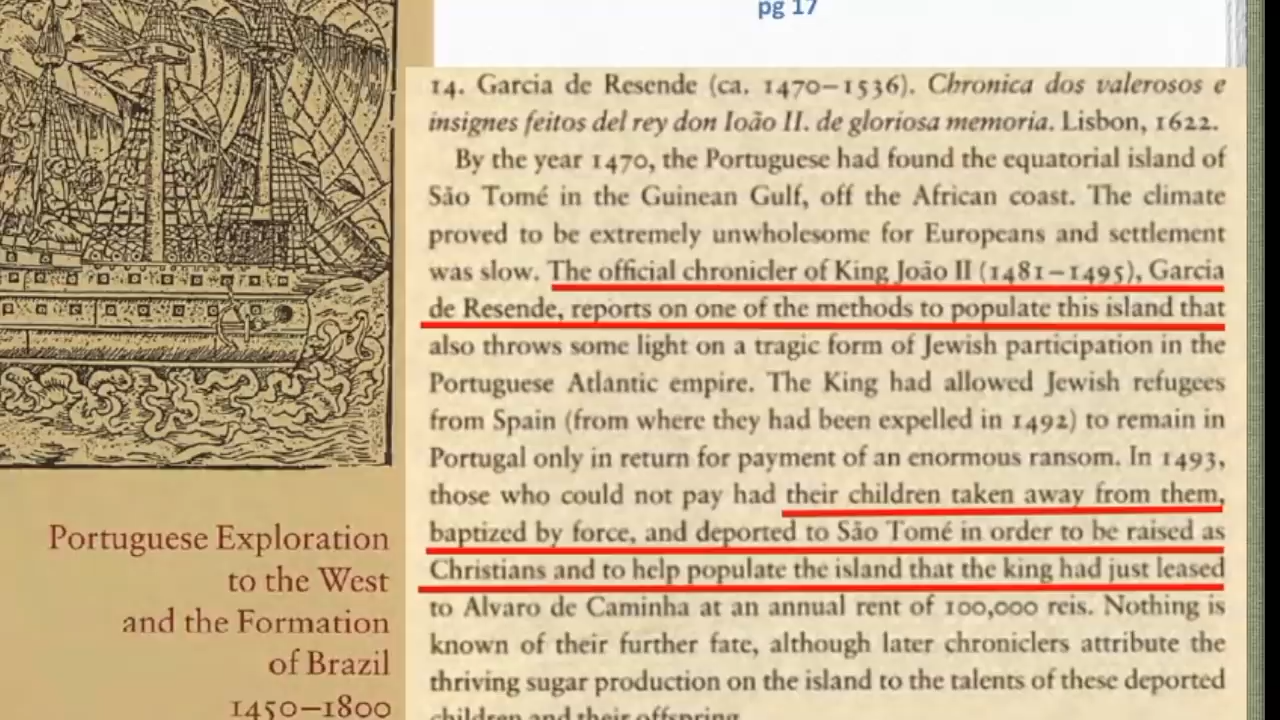 pg 17
14. Garcia de Resende (ca. 1470–1536). Chronica dos valerosos e
insignes feitos del rey don Ioão II. de gloriosa memoria. Lisbon, 1622.
By the year 1470, the Portuguese had found the equatorial island of
São Tomé in the Guinean Gulf, off the African coast. The climate
proved to be extremely unwholesome for Europeans and settlement
was slow. The official chronicler of King João II (1481–1495), Garcia
de Resende, reports on one of the methods to populate this island that
also throws some light on a tragic form of Jewish participation in the
Portuguese Atlantic empire. The King had allowed Jewish refugees
from Spain (from where they had been expelled in 1492) to remain in
Portugal only in return for payment of an enormous ransom. In 1493,
those who could not pay had their children taken away from them,
baptized by force, and deported to São Tomé in order to be raised as
Christians and to help populate the island that the king had just leased
to Alvaro de Caminha at an annual rent of 100,000 reis. Nothing is
known of their further fate, although later chroniclers attribute the
thriving sugar production on the island to the talents of these deported
children and their offspring.
Portuguese Exploration
to the West
and the Formation
of Brazil
1450–1800